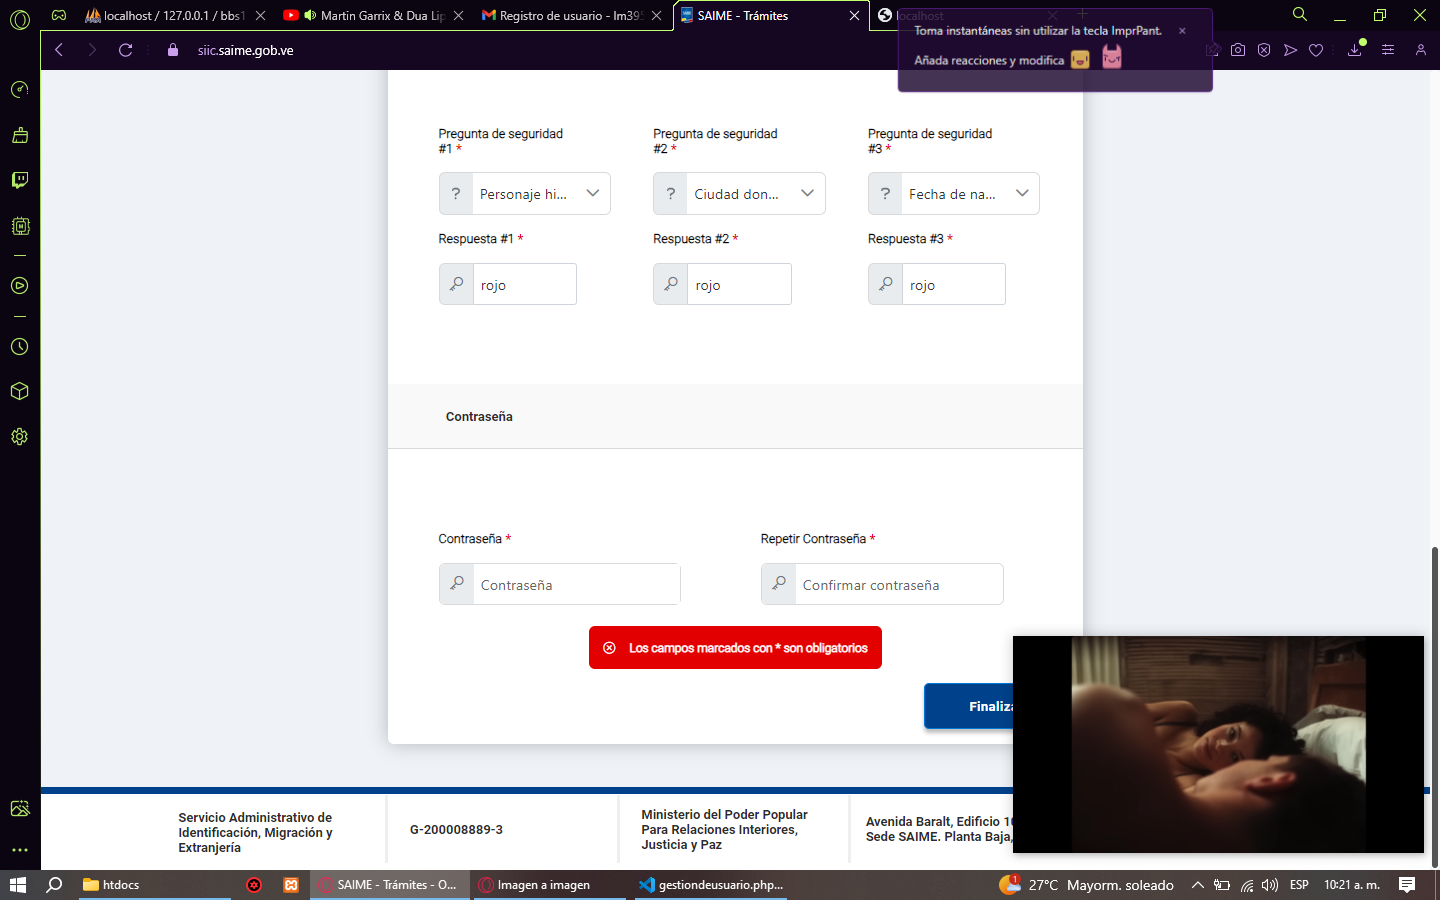 localhost / 127.0.0.1 / bbs1
Martin Garrix & Dua Lip
Registro de usuario - lm39
SAIME - Trámites
localhost
siic.saime.gob.ve
Toma instantáneas sin utilizar la tecla ImprPant.
Añada reacciones y modifica
Pregunta de seguridad
#1 *
Pregunta de seguridad
#2 *
Pregunta de seguridad
#3 *
Personaje hi...
Ciudad don...
Fecha de na...
Respuesta #1 *
Respuesta #2 *
Respuesta #3 *
rojo
rojo
rojo
Contraseña
Contraseña *
Repetir Contraseña *
Contraseña
Confirmar contraseña
Los campos marcados con * son obligatorios
Finaliza
Servicio Administrativo de
Identificación, Migración y
Extranjería
G-200008889-3
Ministerio del Poder Popular
Para Relaciones Interiores,
Justicia y Paz
Avenida Baralt, Edificio 10
Sede SAIME. Planta Baja,
htdocs
SAIME - Trámites - O...
Imagen a imagen
gestiondeusuario.php...
1
27°C Mayorm. soleado
ESP
10:21 a. m.